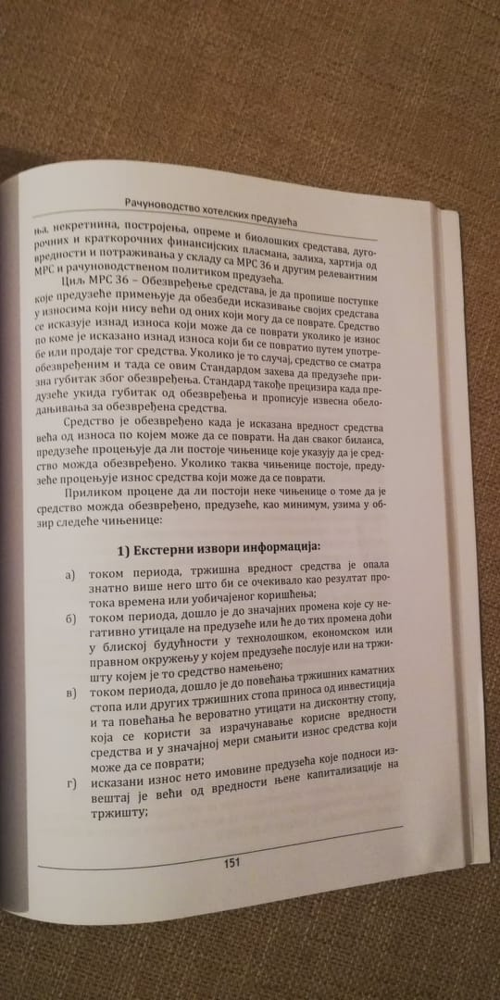 Рачуноводство хотелских предузећа
ња, некретнина, постројења, опреме и биолошких средстава, дуго-
рочних и краткорочних финансијских пласмана, залиха, хартија од
вредности и потраживања у складу са МРС 36 и другим релевантним
МРС и рачуноводственом политиком предузећа.
Циљ МРС 36 – Обезвређење средстава, је да пропише поступке
које предузеће примењује да обезбеди исказивање својих средстава
у износима који нису већи од оних који могу да се поврате. Средство
се исказује изнад износа који може да се поврати уколико је износ
по коме је исказано изнад износа који би се повратио путем употре-
бе или продаје тог средства. Уколико је то случај, средство се сматра
обезвређеним и тада се овим Стандардом захева да предузеће при-
зна губитак због обезвређења. Стандард такође прецизира када пре-
дузеће укида губитак од обезвређења и прописује извесна обело-
дањивања за обезвређена средства.
Средство је обезвређено када је исказана вредност средства
већа од износа по којем може да се поврати. На дан сваког биланса,
предузеће процењује да ли постоје чињенице које указују да је сред-
ство можда обезвређено. Уколико таква чињенице постоје, преду-
зеће процењује износ средства који може да се поврати.
Приликом процене да ли постоји неке чињенице о томе да је
средство можда обезвређено, предузеће, као минимум, узима у об-
зир следеће чињенице:
1) Екстерни извори информација:
а) током периода, тржишна вредност средства је опала
знатно више него што би се очекивало као резултат про-
тока времена или уобичајеног коришћења;
б) током периода, дошло је до значајних промена које су не-
гативно утицале на предузеће или ће до тих промена доћи
у блиској будућности у технолошком, економском или
правном окружењу у којем предузеће послује или на тржи-
шту којем је то средство намењено;
в) током периода, дошло је до повећања тржишних каматних
стопа или других тржишних стопа приноса од инвестиција
и та повећања ће вероватно утицати на дисконтну стопу,
која се користи за израчунавање корисне вредности
средства и у значајној мери смањити износ средства који
може да се поврати;
г) исказани износ нето имовине предузећа које подноси из-
вештај је већи од вредности њене капитализације на
тржишту;
151